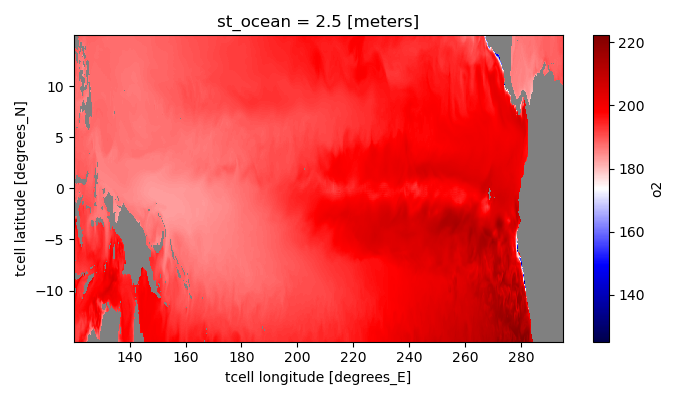 st_ocean = 2.5 [meters]
10
5
0
−5
−10
tcell latitude [degrees_N]
140 160 180 200 220 240 260 280
tcell longitude [degrees_E]
220
200
180
160
140
o2